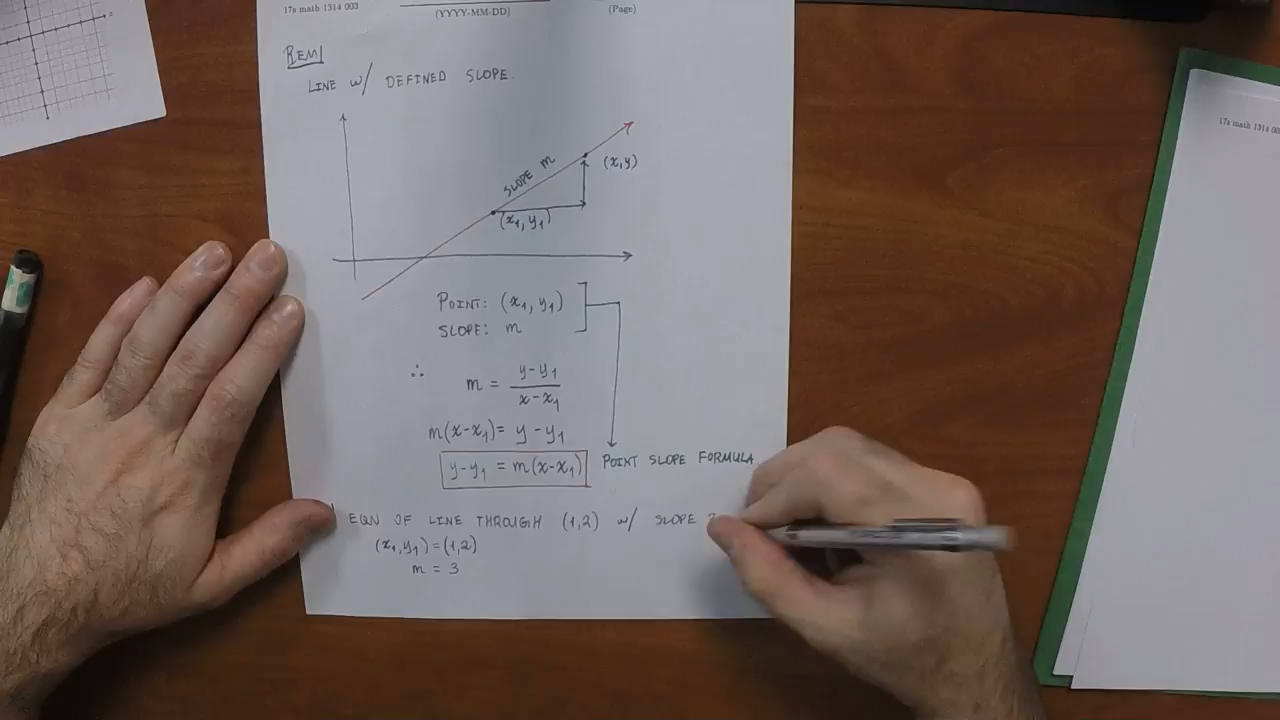 17s math 1314 003
(YYYY-MM-DD)
(Page)
REM
LINE W/ DEFINED SLOPE.
SLOPE m
(x, y)
(x₁, y₁)
POINT: (x₁, y₁)
SLOPE: m
∴ m = (y-y₁)/(x-x₁)
m(x-x₁) = y - y₁
y-y₁ = m(x-x₁) POINT SLOPE FORMULA
EQN OF LINE THROUGH (1,2) W/ SLOPE
(x₁, y₁) = (1,2)
m = 3
17s math 1314